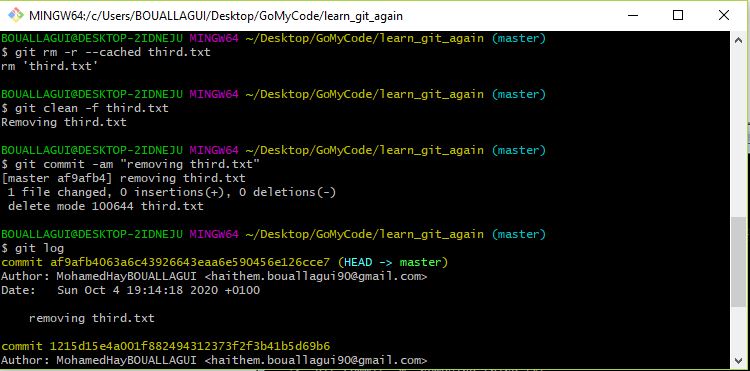 MINGW64:/c/Users/BOUALLAGUI/Desktop/GoMyCode/learn_git_again
BOUALLAGUI@DESKTOP-2IDNEJU MINGW64 ~/Desktop/GoMyCode/learn_git_again (master)
$ git rm -r --cached third.txt
rm 'third.txt'
BOUALLAGUI@DESKTOP-2IDNEJU MINGW64 ~/Desktop/GoMyCode/learn_git_again (master)
$ git clean -f third.txt
Removing third.txt
BOUALLAGUI@DESKTOP-2IDNEJU MINGW64 ~/Desktop/GoMyCode/learn_git_again (master)
$ git commit -am "removing third.txt"
[master af9afb4] removing third.txt
 1 file changed, 0 insertions(+), 0 deletions(-)
 delete mode 100644 third.txt
BOUALLAGUI@DESKTOP-2IDNEJU MINGW64 ~/Desktop/GoMyCode/learn_git_again (master)
$ git log
commit af9afb4063a6c43926643eaa6e590456e126cce7 (HEAD -> master)
Author: MohamedHayBOUALLAGUI <haithem.bouallagui90@gmail.com>
Date:   Sun Oct 4 19:14:18 2020 +0100
    removing third.txt
commit 1215d15e4a001f882494312373f2f3b41b5d69b6
Author: MohamedHayBOUALLAGUI <haithem.bouallagui90@gmail.com>